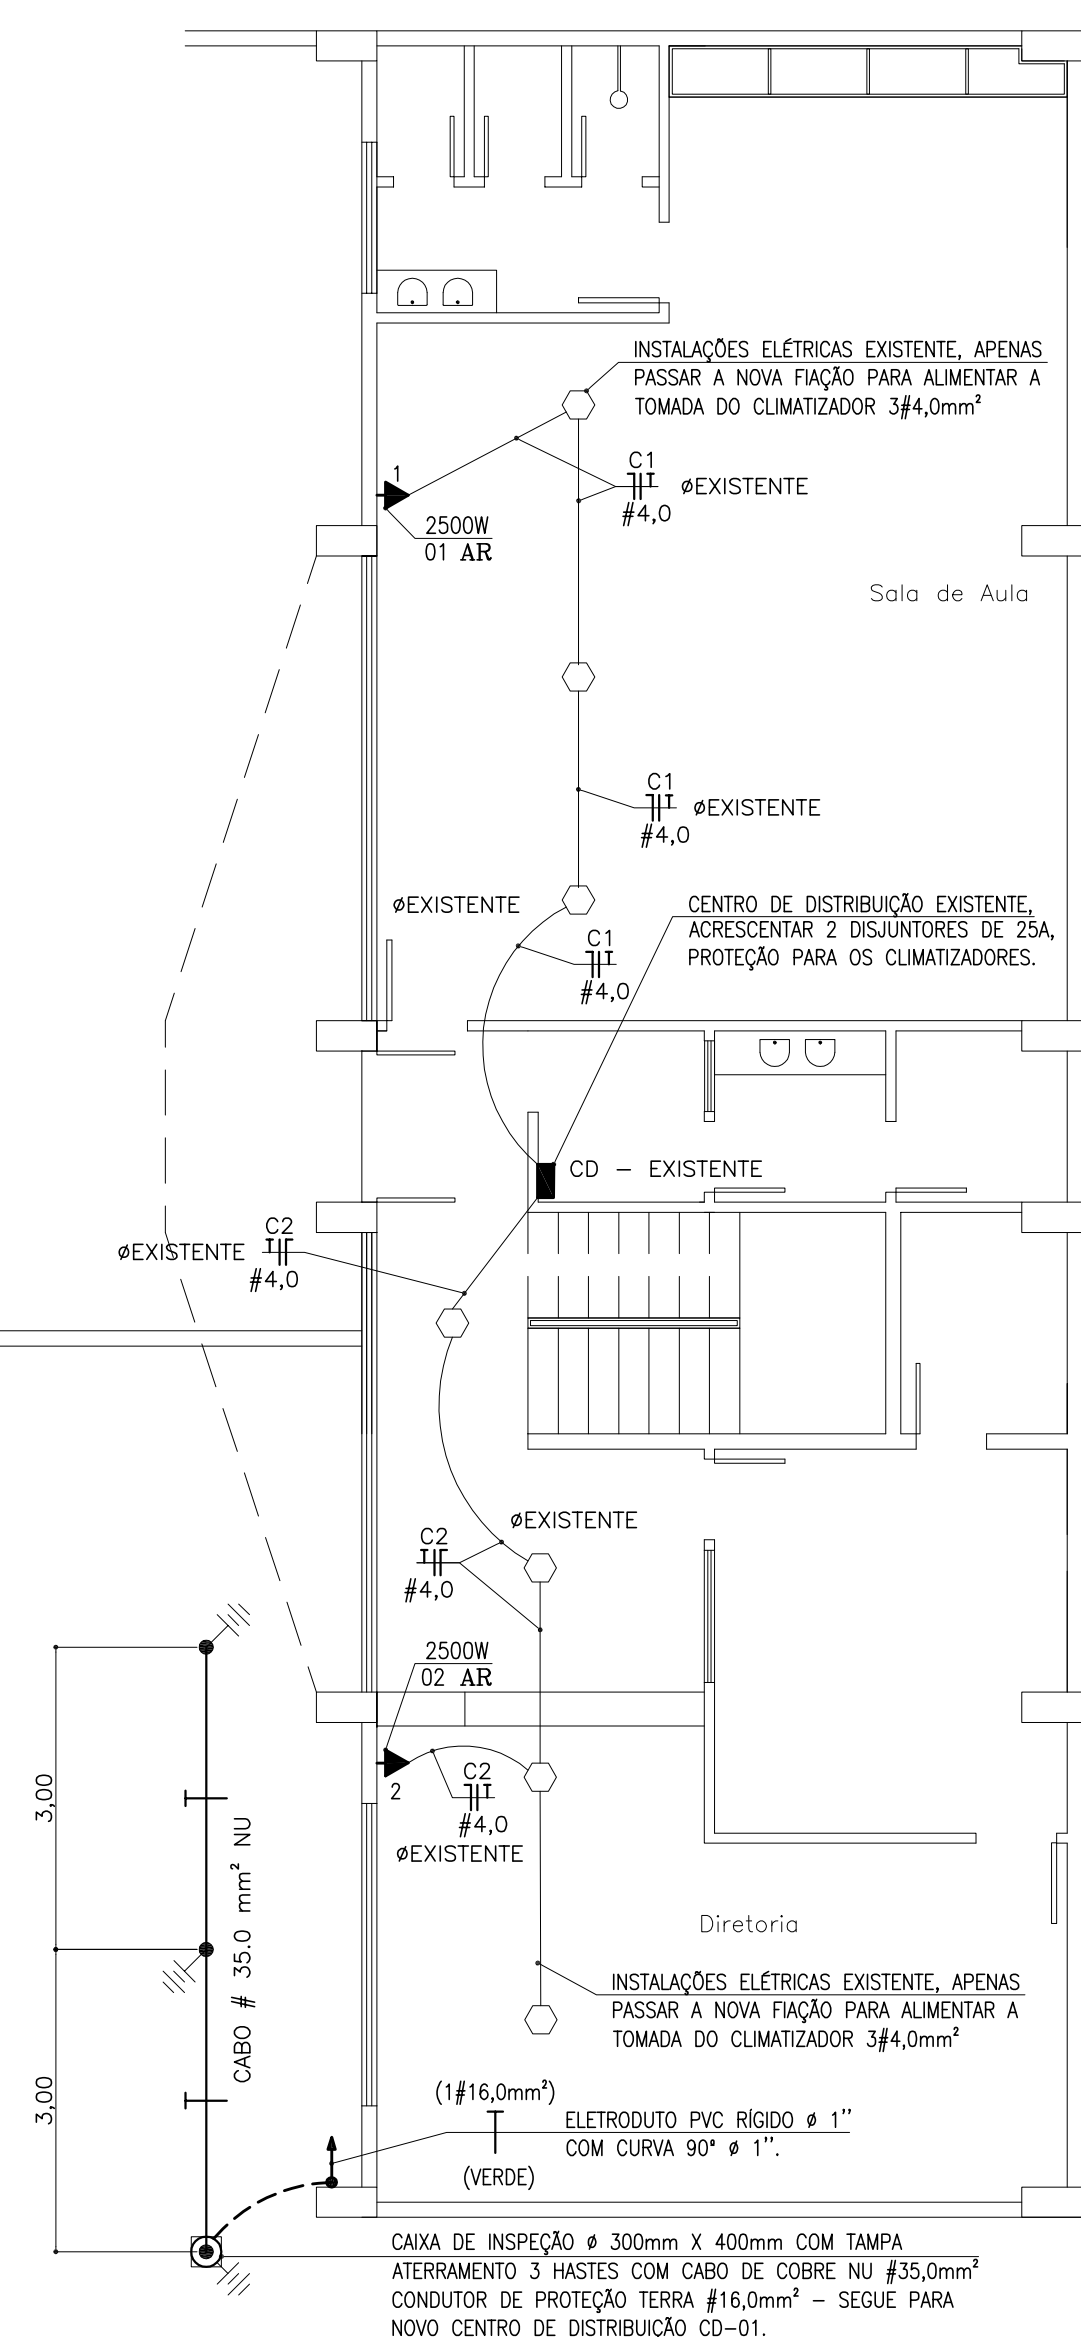 INSTALAÇÕES ELÉTRICAS EXISTENTE, APENAS
PASSAR A NOVA FIAÇÃO PARA ALIMENTAR A
TOMADA DO CLIMATIZADOR 3#4,0mm²
C1
øEXISTENTE
#4,0
1
2500W
01 AR
Sala de Aula
C1
øEXISTENTE
#4,0
øEXISTENTE
C1
#4,0
CENTRO DE DISTRIBUIÇÃO EXISTENTE,
ACRESCENTAR 2 DISJUNTORES DE 25A,
PROTEÇÃO PARA OS CLIMATIZADORES.
CD - EXISTENTE
C2
øEXISTENTE
#4,0
øEXISTENTE
C2
#4,0
2500W
02 AR
2
C2
#4,0
øEXISTENTE
3,00
3,00
CABO # 35.0 mm² NU
Diretoria
INSTALAÇÕES ELÉTRICAS EXISTENTE, APENAS
PASSAR A NOVA FIAÇÃO PARA ALIMENTAR A
TOMADA DO CLIMATIZADOR 3#4,0mm²
(1#16,0mm²)
(VERDE)
ELETRODUTO PVC RÍGIDO ø 1''
COM CURVA 90º ø 1''.
CAIXA DE INSPEÇÃO ø 300mm X 400mm COM TAMPA
ATERRAMENTO 3 HASTES COM CABO DE COBRE NU #35,0mm²
CONDUTOR DE PROTEÇÃO TERRA #16,0mm² - SEGUE PARA
NOVO CENTRO DE DISTRIBUIÇÃO CD-01.